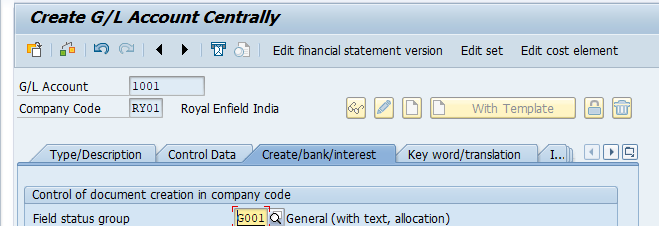 Create G/L Account Centrally
Edit financial statement version Edit set Edit cost element
G/L Account 1001
Company Code RY01 Royal Enfield India With Template
Type/Description Control Data Create/bank/interest Key word/translation I...
Control of document creation in company code
Field status group G001 General (with text, allocation)